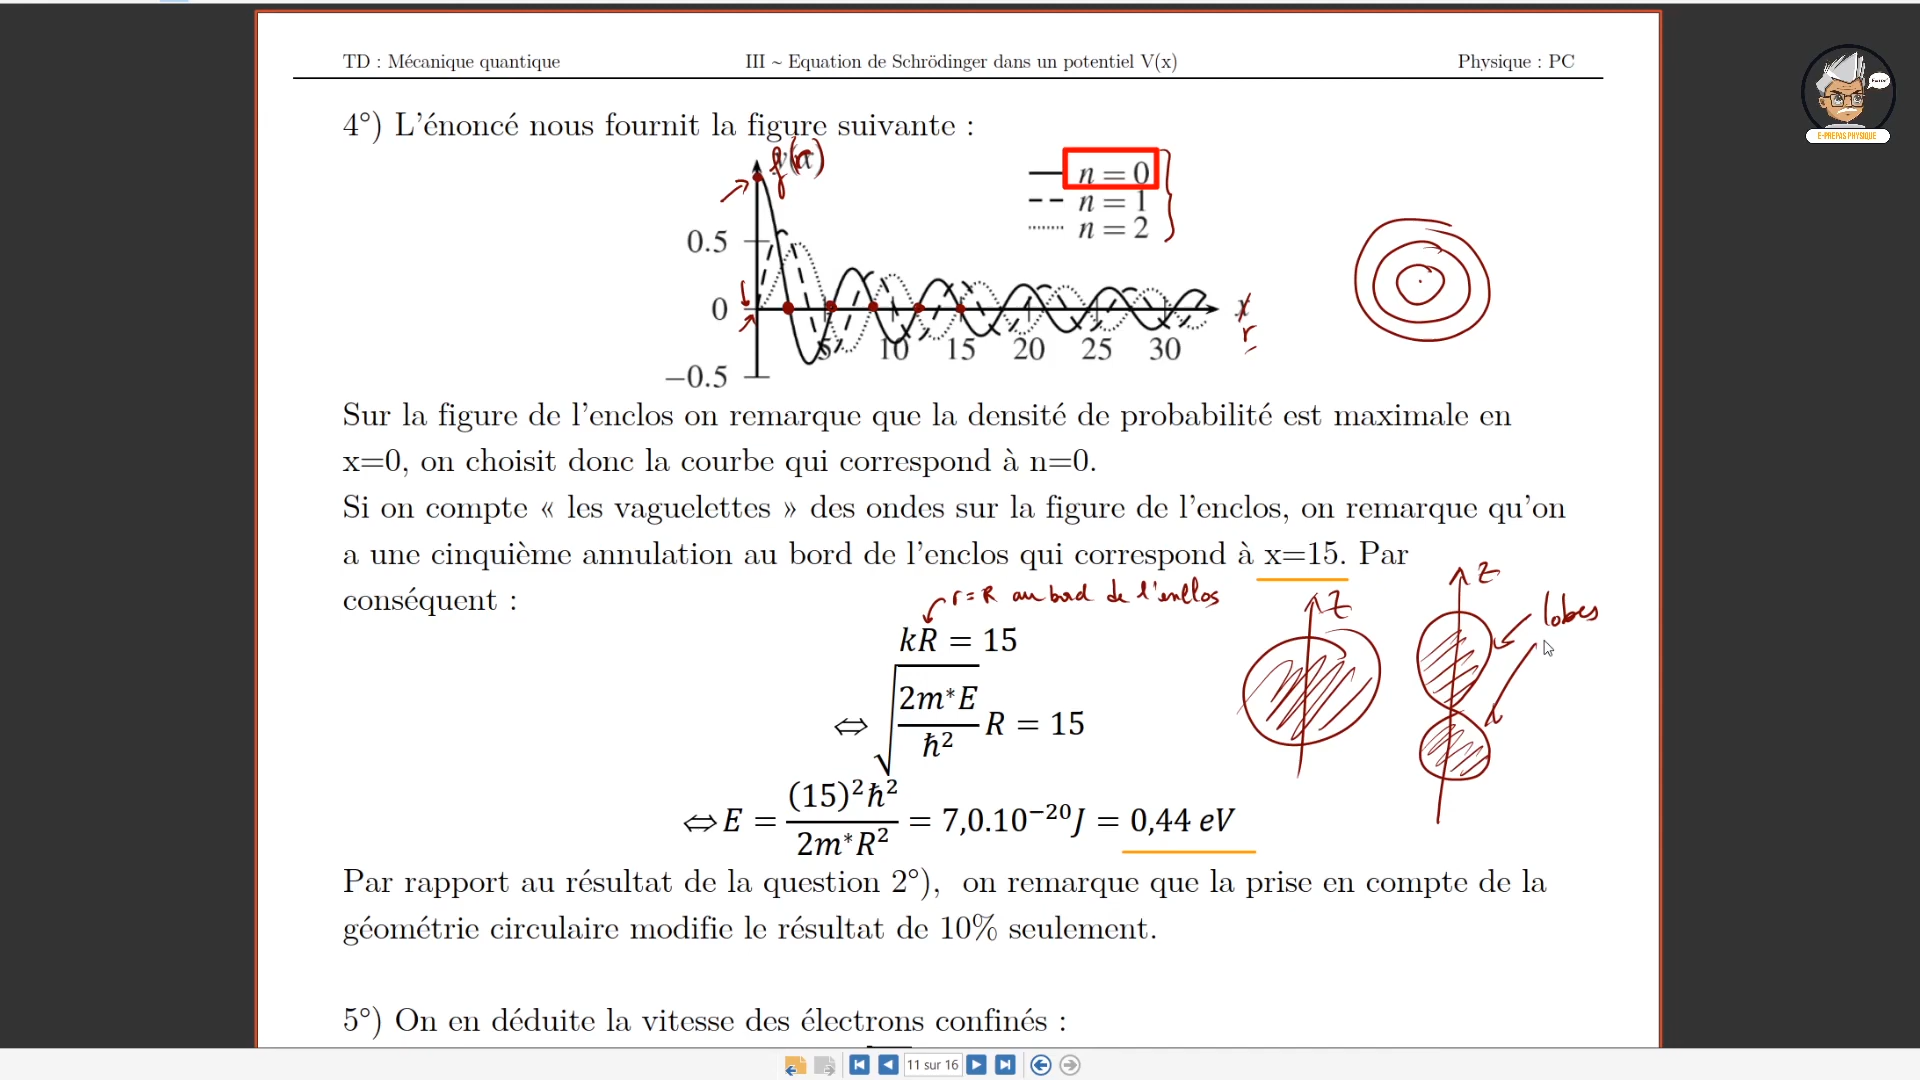 TD : Mécanique quantique
III ~ Equation de Schrödinger dans un potentiel V(x)
Physique : PC
E-PREPAS PHYSIQUE
4°) L'énoncé nous fournit la figure suivante :
f(r)
n = 0
n = 1
n = 2
0.5
0
x
r
5 10 15 20 25 30
−0.5
Sur la figure de l'enclos on remarque que la densité de probabilité est maximale en
x=0, on choisit donc la courbe qui correspond à n=0.
Si on compte « les vaguelettes » des ondes sur la figure de l'enclos, on remarque qu'on
a une cinquième annulation au bord de l'enclos qui correspond à x=15. Par
conséquent :
r=R au bord de l'enclos
z
z
lobes
kR = 15
⇔ √(2m*E/ħ²) R = 15
⇔ E = (15)²ħ²/2m*R² = 7,0.10⁻²⁰J = 0,44 eV
Par rapport au résultat de la question 2°), on remarque que la prise en compte de la
géométrie circulaire modifie le résultat de 10% seulement.
5°) On en déduite la vitesse des électrons confinés :
11 sur 16